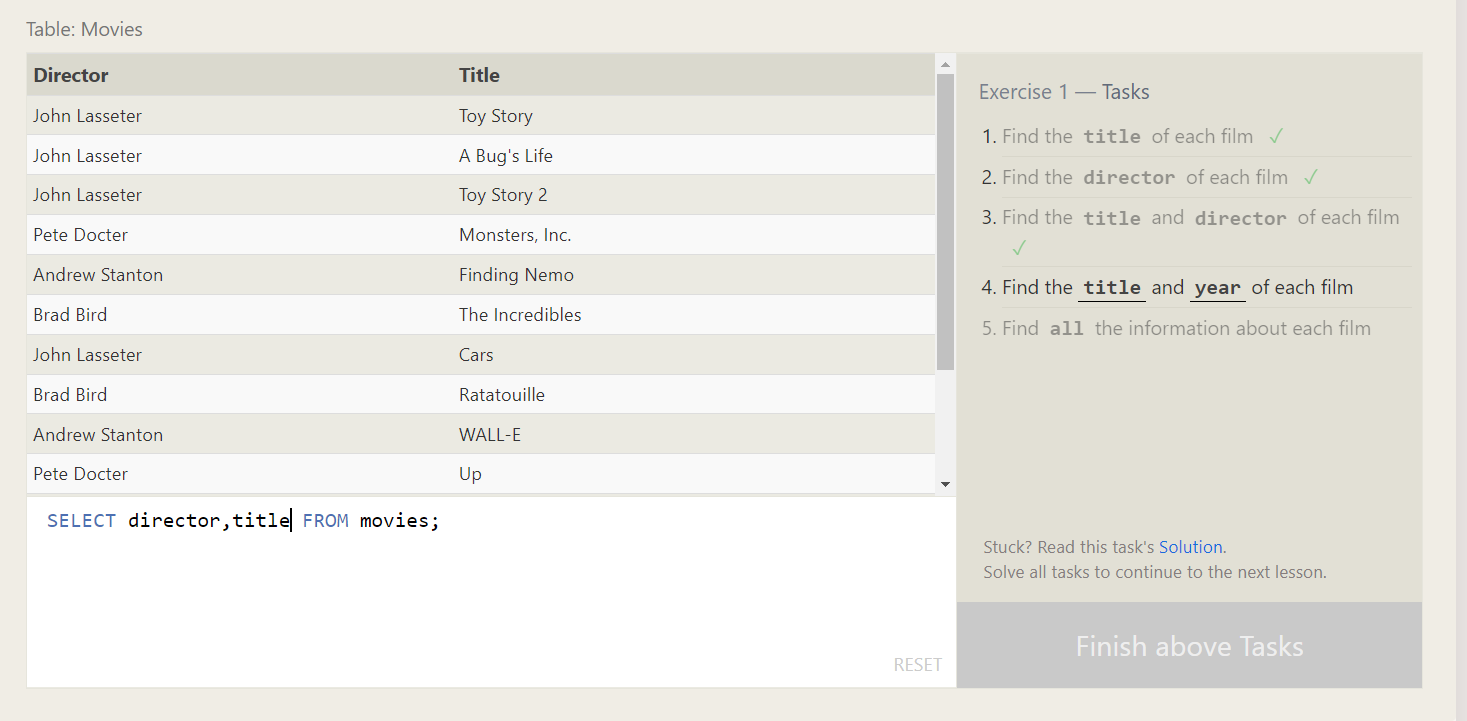 Table: Movies
Director Title
John Lasseter Toy Story
John Lasseter A Bug's Life
John Lasseter Toy Story 2
Pete Docter Monsters, Inc.
Andrew Stanton Finding Nemo
Brad Bird The Incredibles
John Lasseter Cars
Brad Bird Ratatouille
Andrew Stanton WALL-E
Pete Docter Up
SELECT director,title FROM movies;
RESET
Exercise 1 — Tasks
1. Find the title of each film ✓
2. Find the director of each film ✓
3. Find the title and director of each film
✓
4. Find the title and year of each film
5. Find all the information about each film
Stuck? Read this task's Solution.
Solve all tasks to continue to the next lesson.
Finish above Tasks